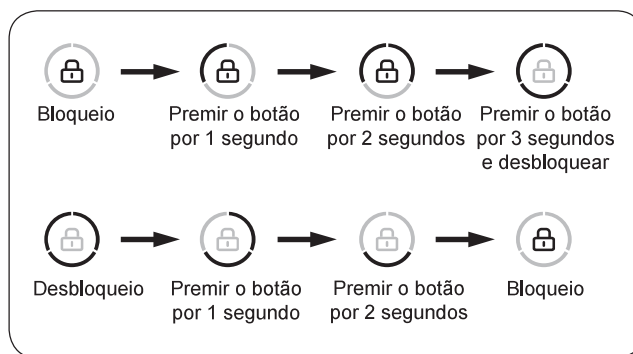 Bloqueio
Premir o botão
por 1 segundo
Premir o botão
por 2 segundos
Premir o botão
por 3 segundos
e desbloquear
Desbloqueio
Premir o botão
por 1 segundo
Premir o botão
por 2 segundos
Bloqueio